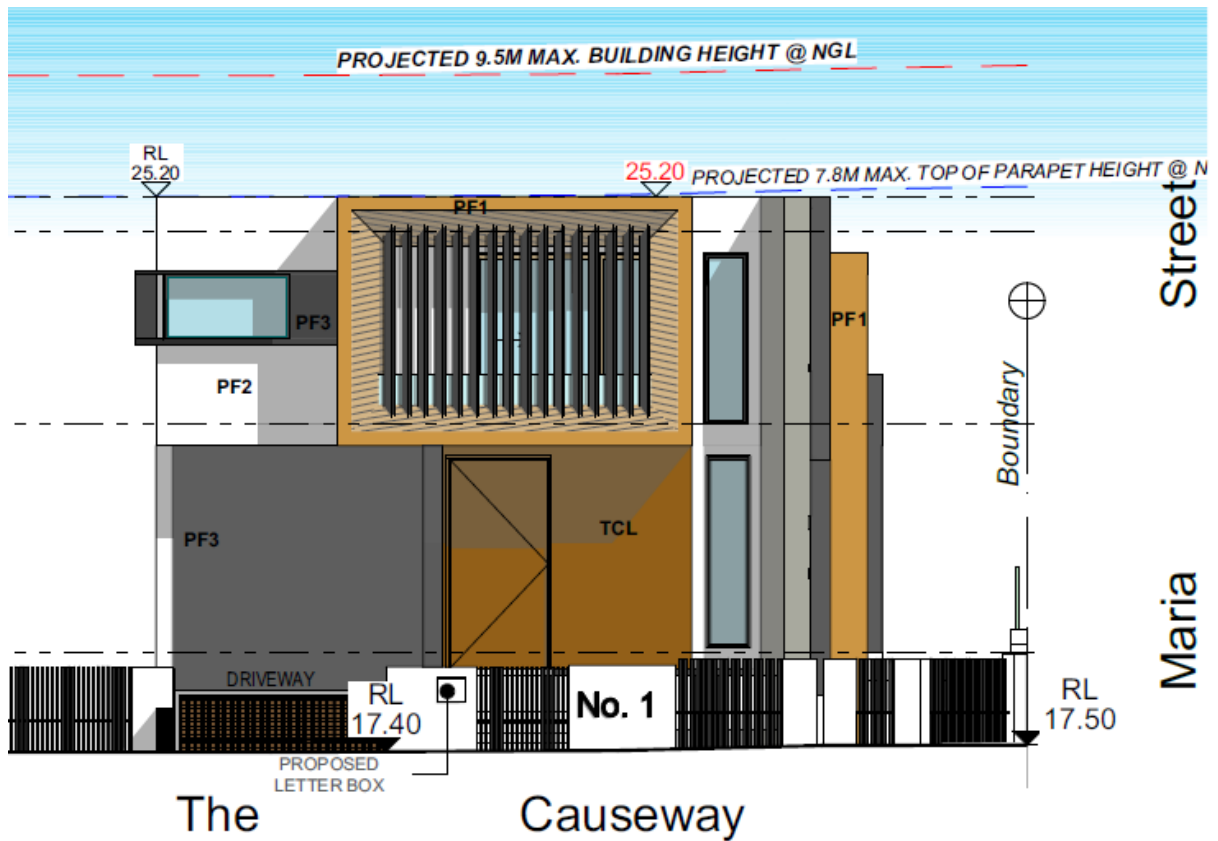 PROJECTED 9.5M MAX. BUILDING HEIGHT @ NGL
RL
25.20
25.20
PROJECTED 7.8M MAX. TOP OF PARAPET HEIGHT @ N
PF1
PF3
PF1
PF2
PF3
TCL
Boundary
Maria Street
DRIVEWAY
RL
17.40
No. 1
RL
17.50
PROPOSED
LETTER BOX
The Causeway